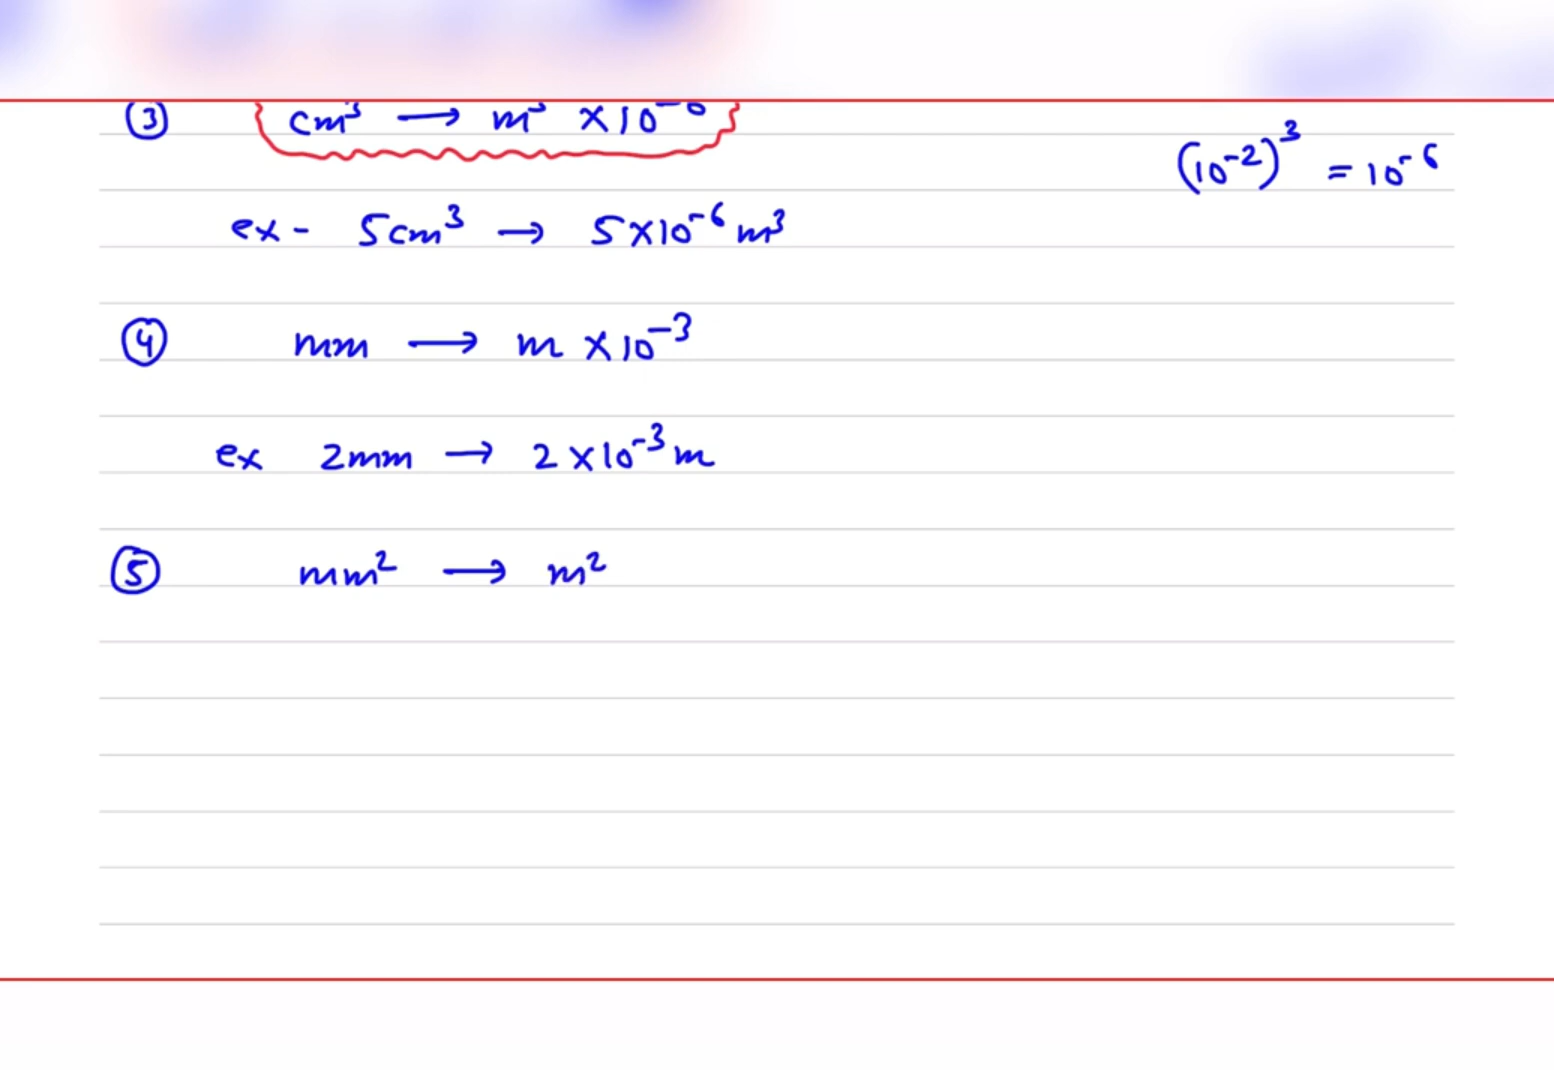 ③ cm³ → m³ ×10⁻⁶
(10⁻²)³ = 10⁻⁶
ex - 5cm³ → 5×10⁻⁶ m³
④ mm → m ×10⁻³
ex 2mm → 2×10⁻³ m
⑤ mm² → m²